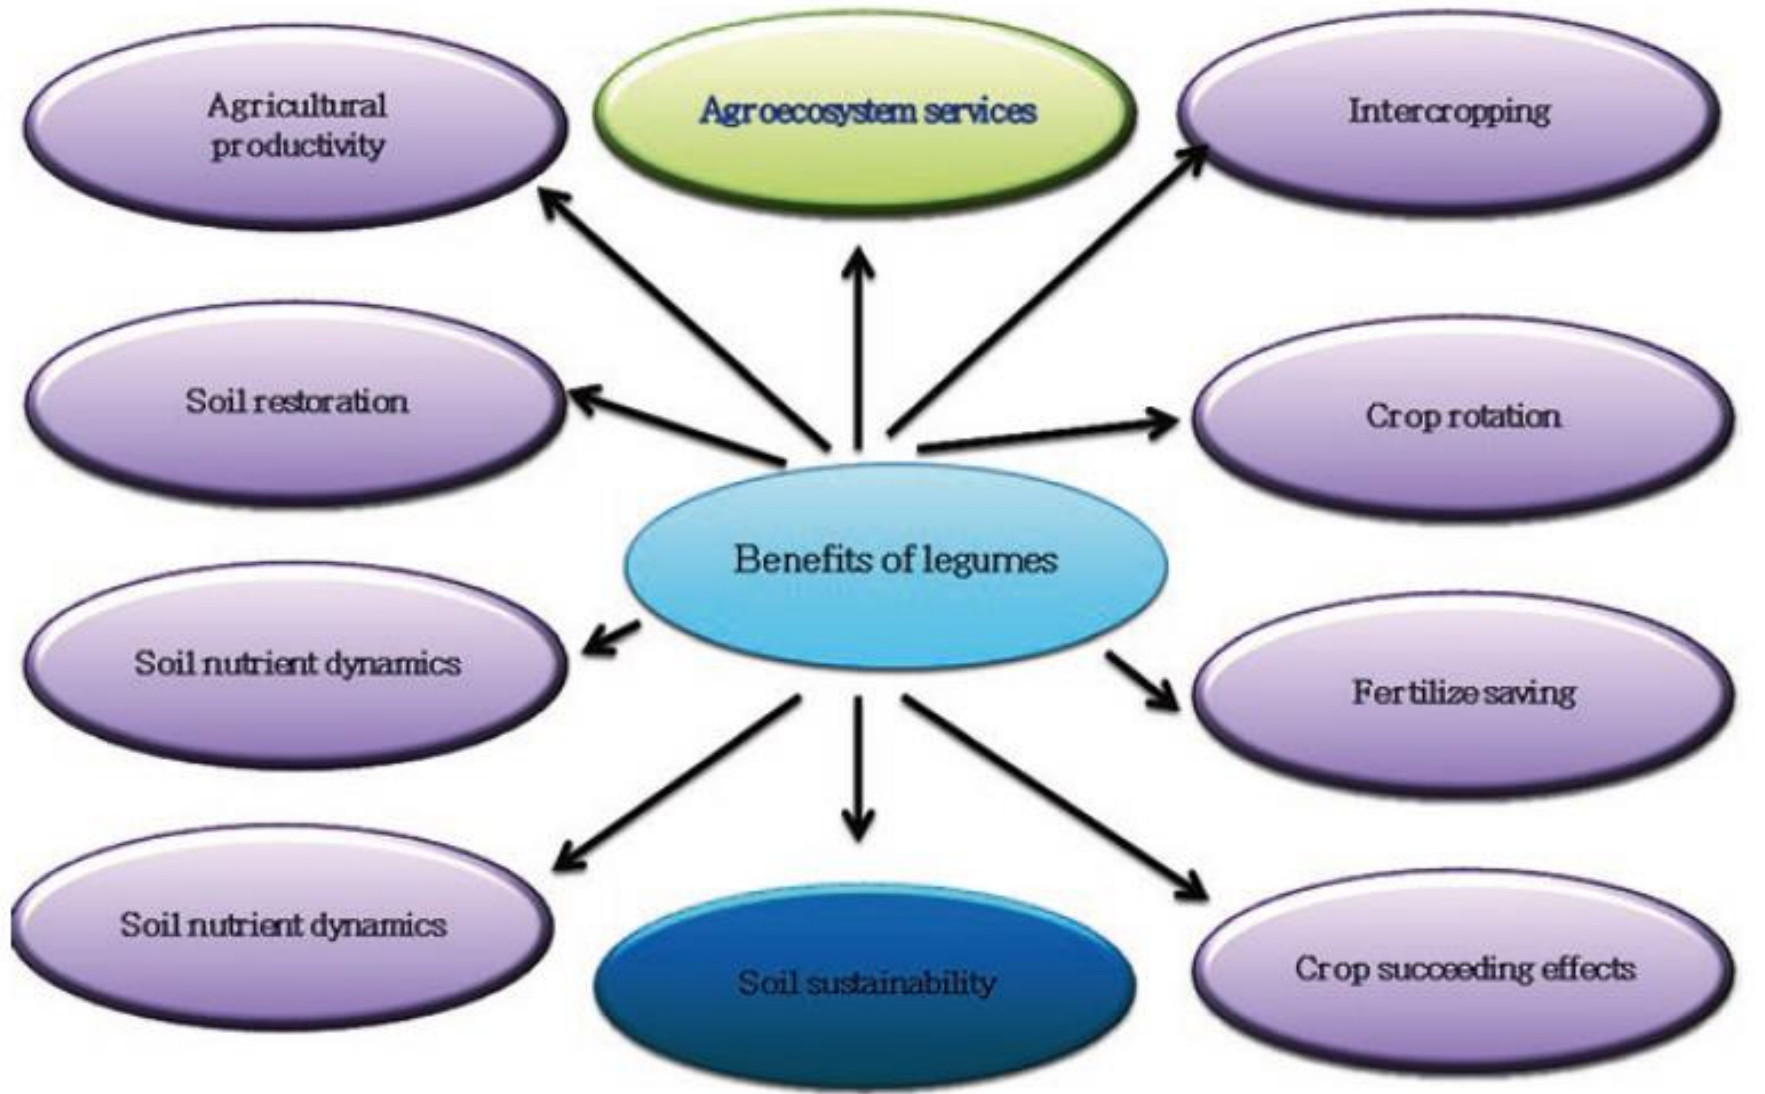 Agricultural
productivity
Agroecosystem services
Intercropping
Soil restoration
Crop rotation
Benefits of legumes
Soil nutrient dynamics
Fertilize saving
Soil nutrient dynamics
Soil sustainability
Crop succeeding effects